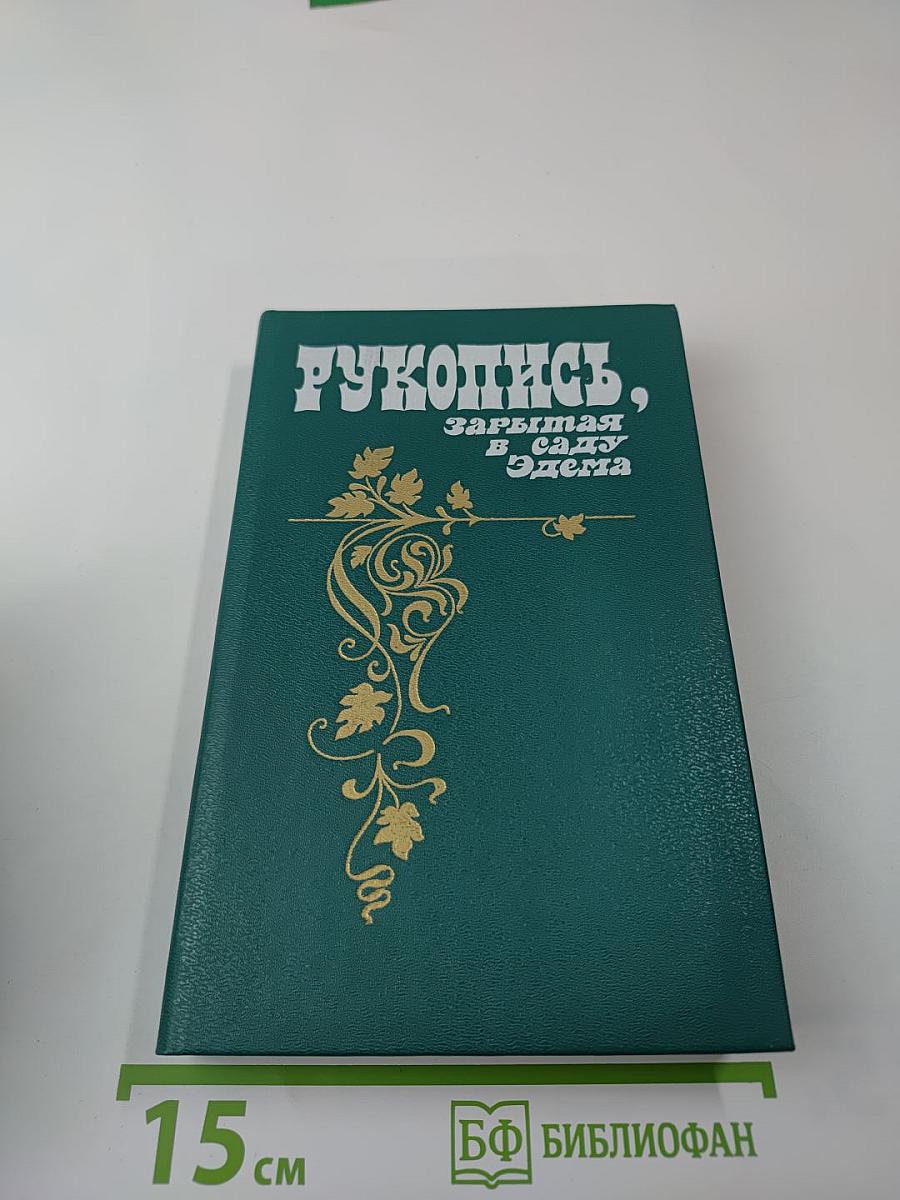 РУКОПИСЬ,
зарытая
в саду
Эдема
15 см
БФ БИБЛИОФАН